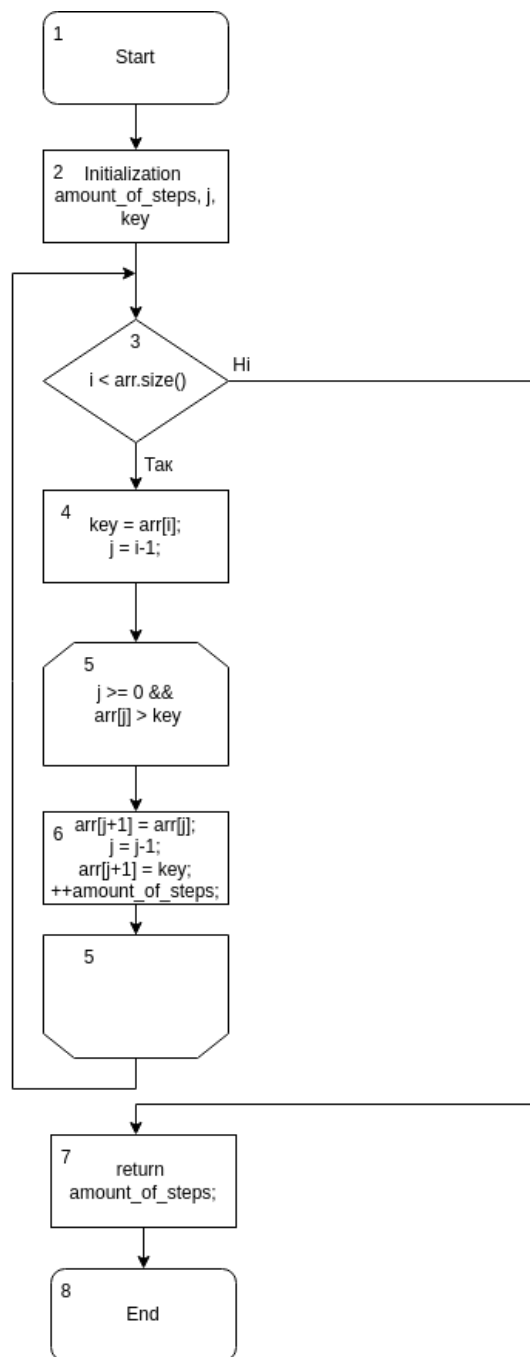 1
Start
2 Initialization
amount_of_steps, j,
key
3
i < arr.size()
Ні
Так
4
key = arr[i];
j = i-1;
5
j >= 0 &&
arr[j] > key
6
arr[j+1] = arr[j];
j = j-1;
arr[j+1] = key;
++amount_of_steps;
5
7
return
amount_of_steps;
8
End